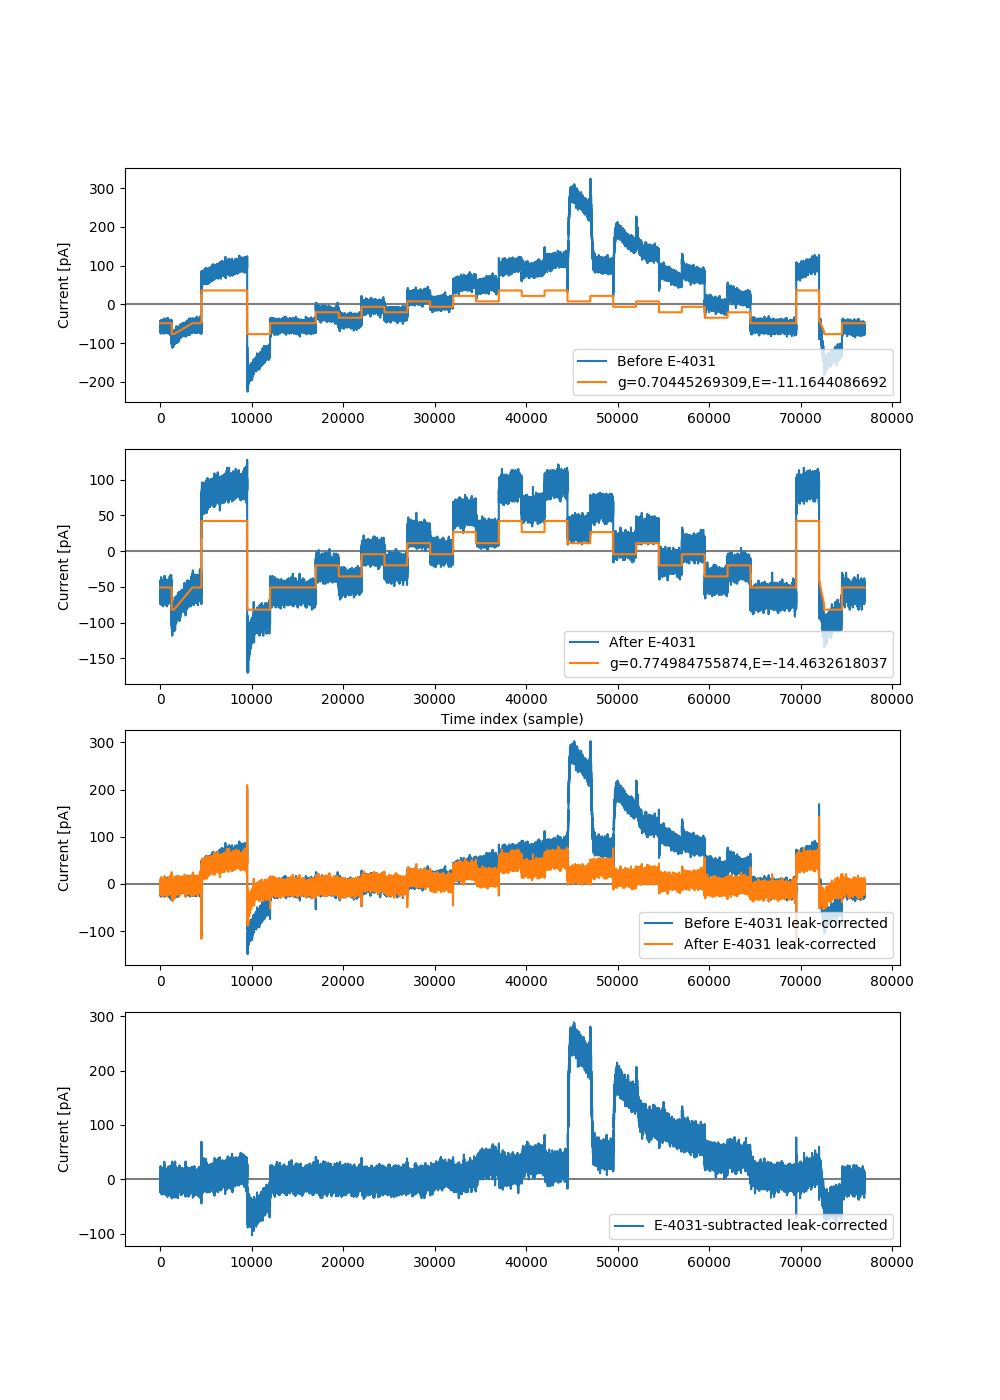 300
200
100
0
−100
−200
Current [pA]
Before E-4031
g=0.70445269309,E=-11.1644086692
0 10000 20000 30000 40000 50000 60000 70000 80000
100
50
0
−50
−100
−150
Current [pA]
After E-4031
g=0.774984755874,E=-14.4632618037
0 10000 20000 30000 40000 50000 60000 70000 80000
Time index (sample)
300
200
100
0
−100
Current [pA]
Before E-4031 leak-corrected
After E-4031 leak-corrected
0 10000 20000 30000 40000 50000 60000 70000 80000
300
200
100
0
−100
Current [pA]
E-4031-subtracted leak-corrected
0 10000 20000 30000 40000 50000 60000 70000 80000